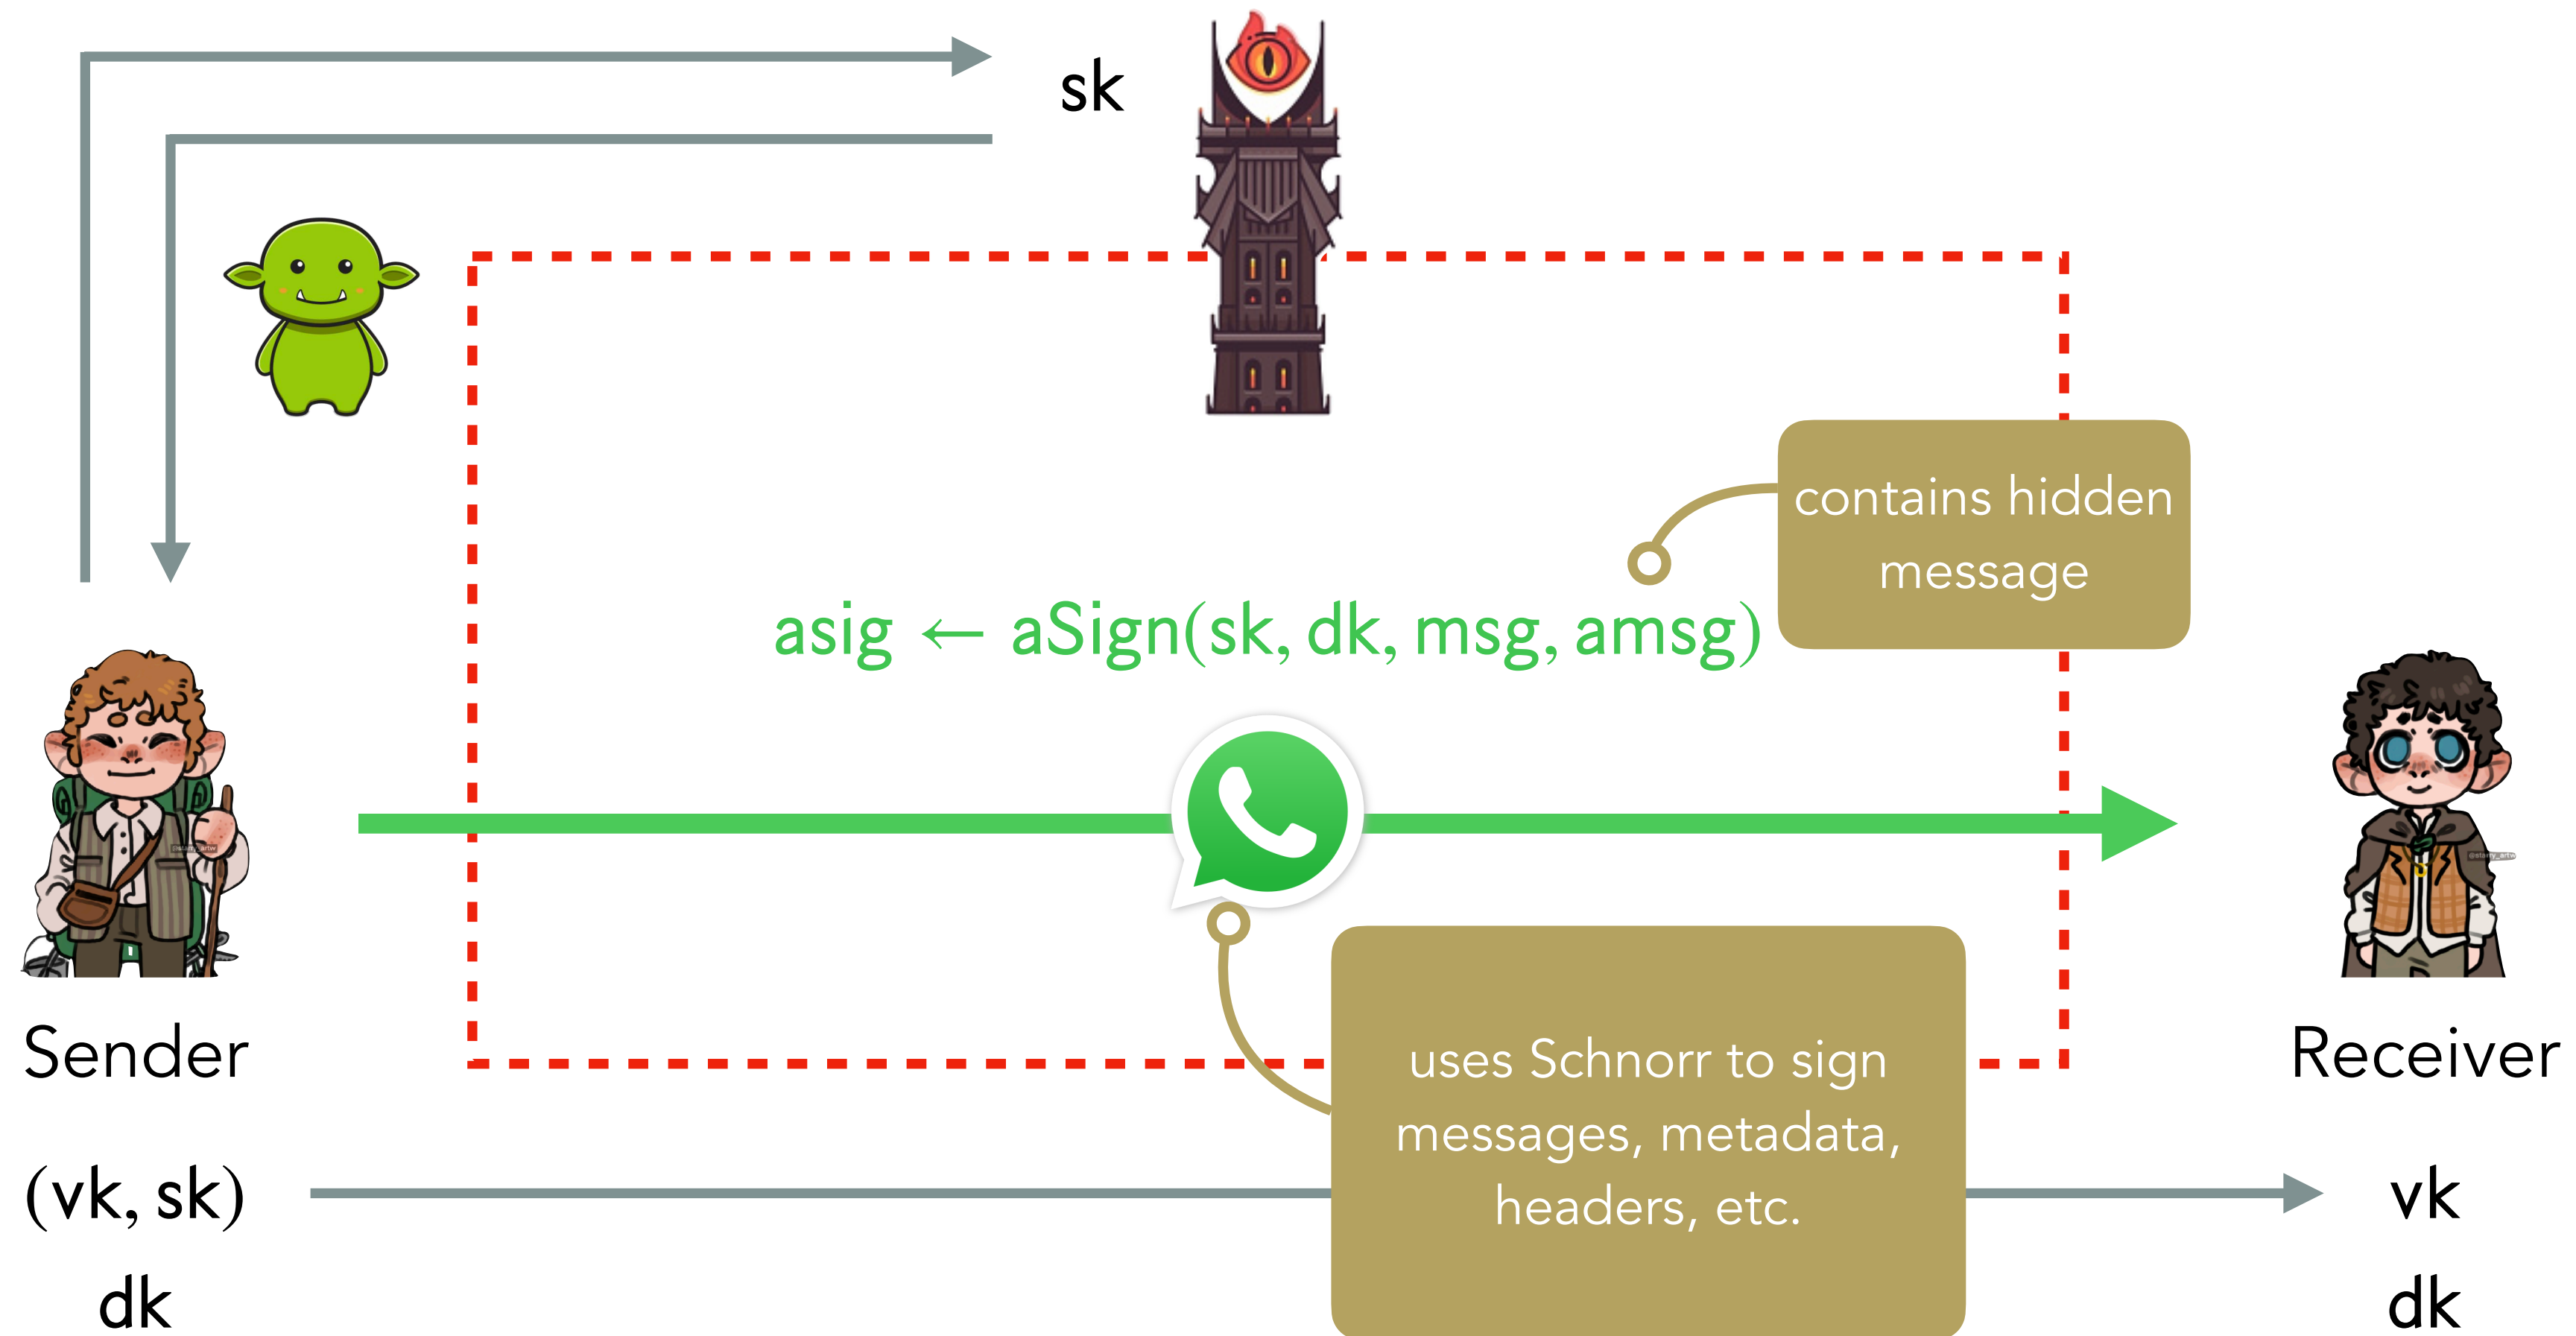 sk
contains hidden
message
asig ← aSign(sk, dk, msg, amsg)
Sender
Receiver
uses Schnorr to sign
messages, metadata,
headers, etc.
(vk, sk)
vk
dk
dk